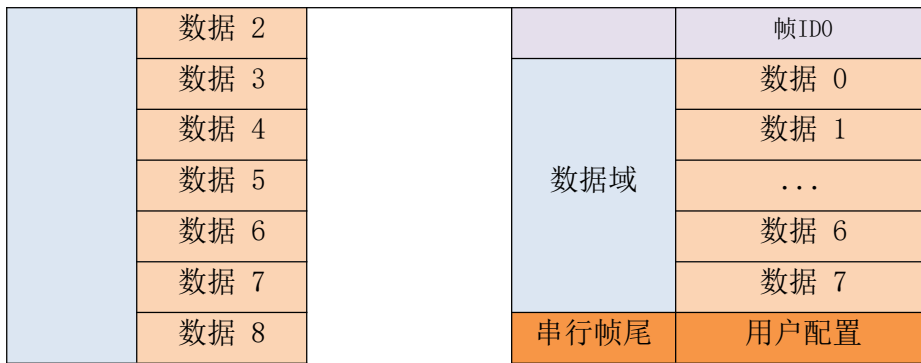 数据 2
帧ID0
数据 3
数据 0
数据 4
数据 1
数据 5
数据域
...
数据 6
数据 6
数据 7
数据 7
数据 8
串行帧尾
用户配置